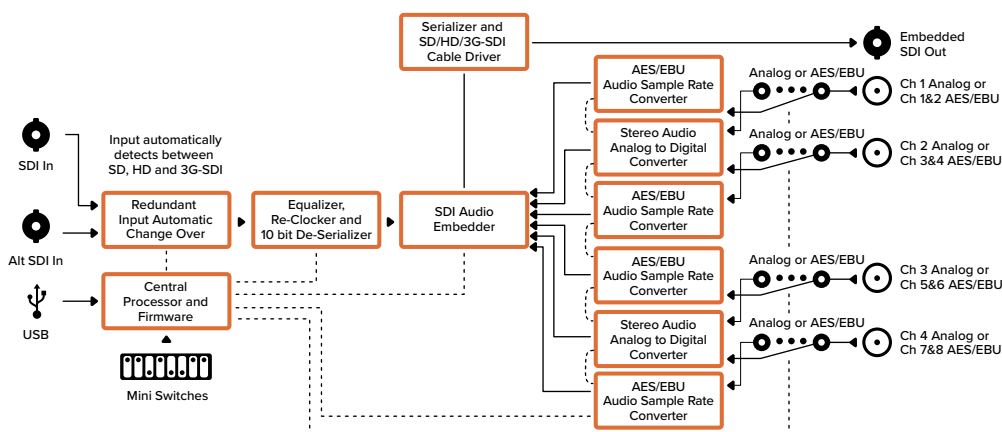 Serializer and
SD/HD/3G-SDI
Cable Driver
Embedded
SDI Out
AES/EBU
Audio Sample Rate
Converter
Analog or AES/EBU
Ch 1 Analog or
Ch 1&2 AES/EBU
SDI In
Input automatically
detects between
SD, HD and 3G-SDI
Stereo Audio
Analog to Digital
Converter
Analog or AES/EBU
Ch 2 Analog or
Ch 3&4 AES/EBU
Alt SDI In
Redundant
Input Automatic
Change Over
Equalizer,
Re-Clocker and
10 bit De-Serializer
SDI Audio
Embedder
AES/EBU
Audio Sample Rate
Converter
USB
Central
Processor and
Firmware
AES/EBU
Audio Sample Rate
Converter
Analog or AES/EBU
Ch 3 Analog or
Ch 5&6 AES/EBU
Stereo Audio
Analog to Digital
Converter
Analog or AES/EBU
Ch 4 Analog or
Ch 7&8 AES/EBU
Mini Switches
AES/EBU
Audio Sample Rate
Converter